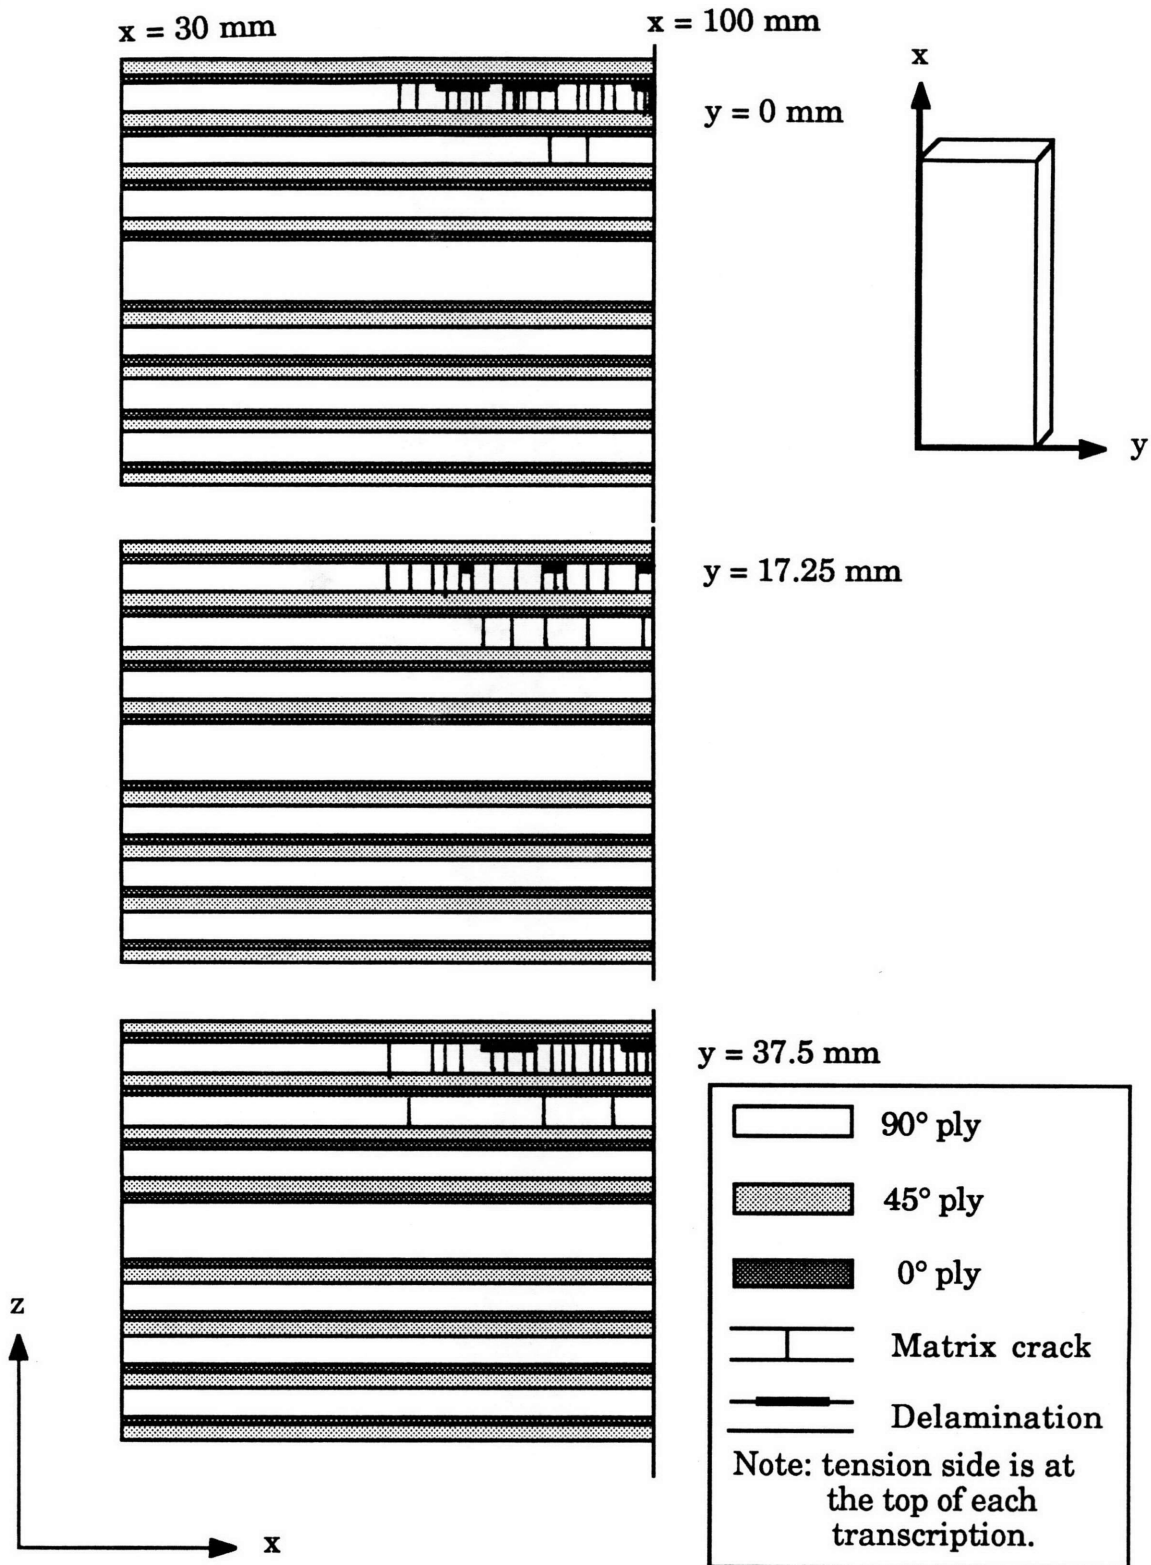 x = 30 mm
x = 100 mm
x
y = 0 mm
y
y = 17.25 mm
y = 37.5 mm
90° ply
45° ply
0° ply
z
Matrix crack
Delamination
Note: tension side is at
the top of each
transcription.
x